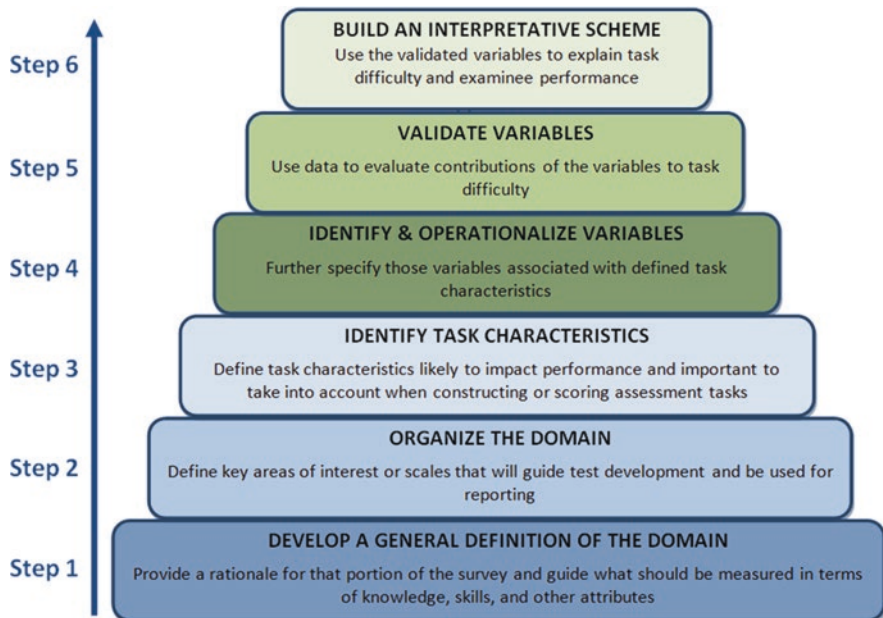 Step 6
BUILD AN INTERPRETATIVE SCHEME
Use the validated variables to explain task
difficulty and examinee performance
Step 5
VALIDATE VARIABLES
Use data to evaluate contributions of the variables to task
difficulty
Step 4
IDENTIFY & OPERATIONALIZE VARIABLES
Further specify those variables associated with defined task
characteristics
Step 3
IDENTIFY TASK CHARACTERISTICS
Define task characteristics likely to impact performance and important to
take into account when constructing or scoring assessment tasks
Step 2
ORGANIZE THE DOMAIN
Define key areas of interest or scales that will guide test development and be used for
reporting
Step 1
DEVELOP A GENERAL DEFINITION OF THE DOMAIN
Provide a rationale for that portion of the survey and guide what should be measured in terms
of knowledge, skills, and other attributes